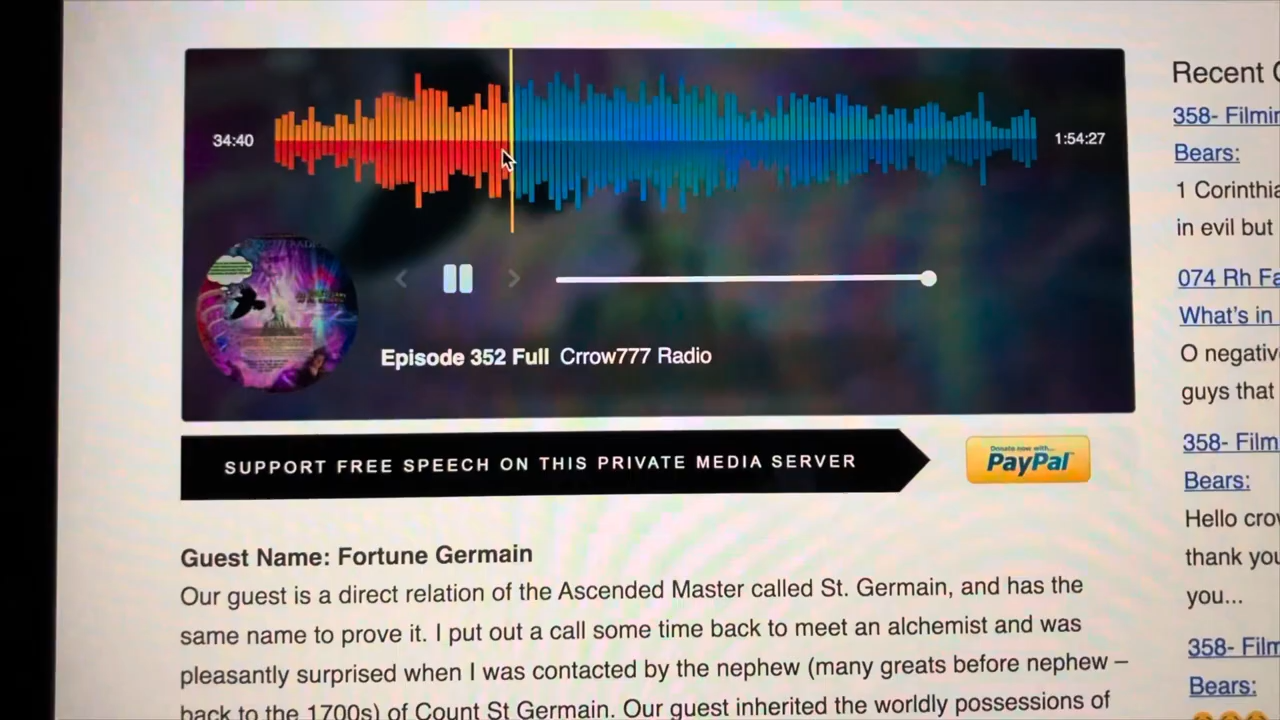 34:40
1:54:27
Episode 352 Full Crrow777 Radio
SUPPORT FREE SPEECH ON THIS PRIVATE MEDIA SERVER
Donate now with...
PayPal
Guest Name: Fortune Germain
Our guest is a direct relation of the Ascended Master called St. Germain, and has the
same name to prove it. I put out a call some time back to meet an alchemist and was
pleasantly surprised when I was contacted by the nephew (many greats before nephew –
back to the 1700s) of Count St Germain. Our guest inherited the worldly possessions of
Recent
358- Filmin
Bears:
1 Corinthia
in evil but
074 Rh Fa
What's in
O negativ
guys that
358- Film
Bears:
Hello crow
thank you
you...
358- Film
Bears: